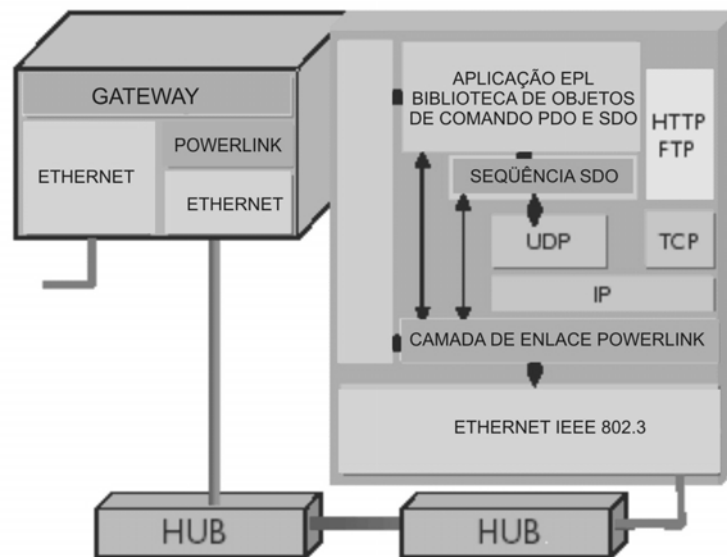 GATEWAY
ETHERNET
POWERLINK
ETHERNET
APLICAÇÃO EPL
BIBLIOTECA DE OBJETOS
DE COMANDO PDO E SDO
HTTP
FTP
SEQÜÊNCIA SDO
UDP
TCP
IP
CAMADA DE ENLACE POWERLINK
ETHERNET IEEE 802.3
HUB
HUB